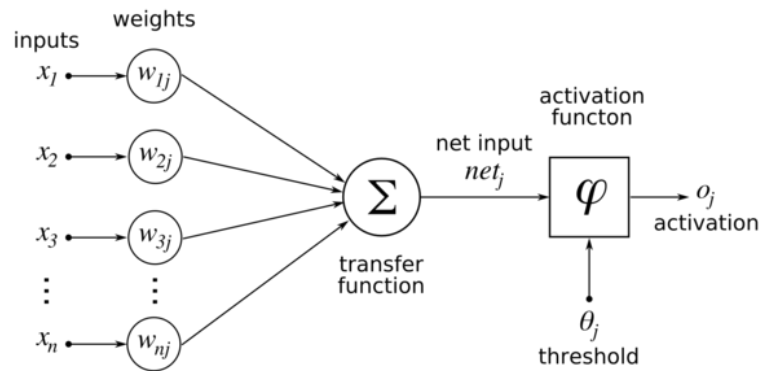 weights
inputs
x₁
w₁ⱼ
activation
functon
x₂
w₂ⱼ
net input
netⱼ
Σ
φ
oⱼ
activation
x₃
w₃ⱼ
transfer
function
⋮
⋮
θⱼ
threshold
xₙ
wₙⱼ